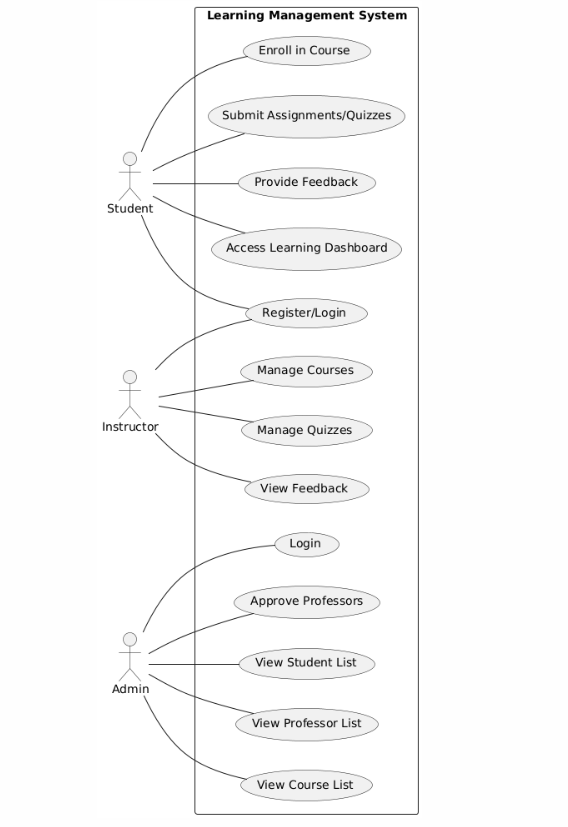 Learning Management System
Enroll in Course
Submit Assignments/Quizzes
Provide Feedback
Student
Access Learning Dashboard
Register/Login
Manage Courses
Instructor
Manage Quizzes
View Feedback
Login
Approve Professors
View Student List
Admin
View Professor List
View Course List